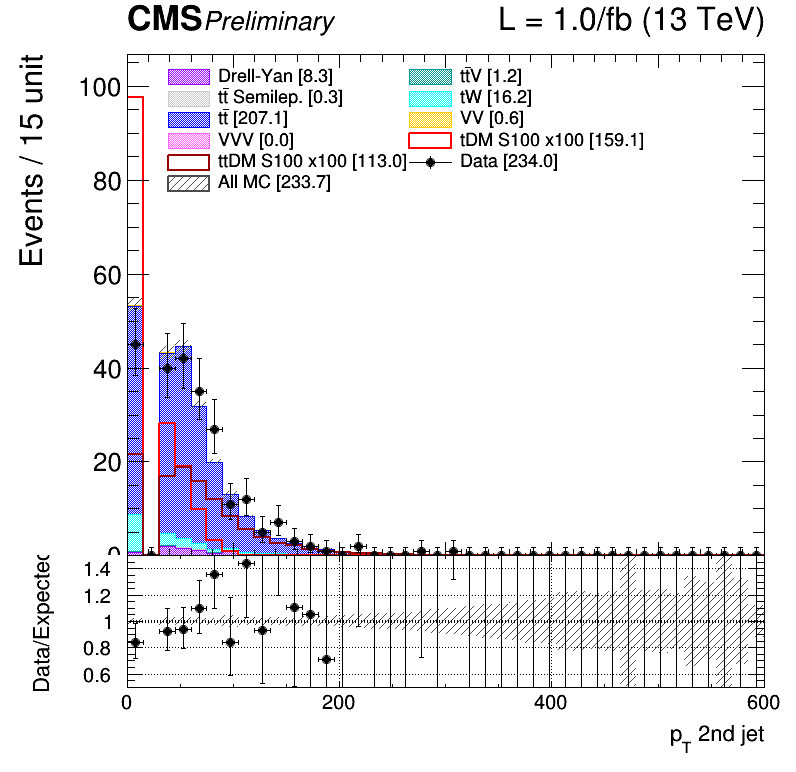 CMS Preliminary L = 1.0/fb (13 TeV)
Drell-Yan [8.3] tt̄V [1.2]
tt̄ Semilep. [0.3] tW [16.2]
tt̄ [207.1] VV [0.6]
VVV [0.0] tDM S100 x100 [159.1]
ttDM S100 x100 [113.0] Data [234.0]
All MC [233.7]
Events / 15 unit
100
80
60
40
20
0
Data/Expected
1.4
1.2
1
0.8
0.6
0 200 400 600
p_T 2nd jet